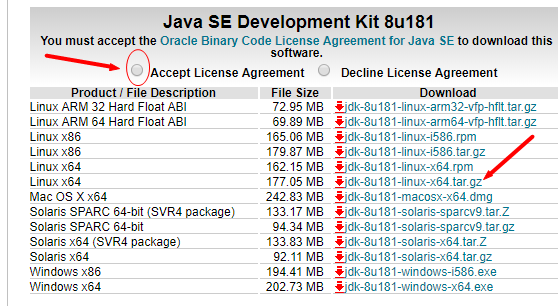 Java SE Development Kit 8u181
You must accept the Oracle Binary Code License Agreement for Java SE to download this
software.
Accept License Agreement Decline License Agreement
Product / File Description File Size Download
Linux ARM 32 Hard Float ABI 72.95 MB jdk-8u181-linux-arm32-vfp-hflt.tar.gz
Linux ARM 64 Hard Float ABI 69.89 MB jdk-8u181-linux-arm64-vfp-hflt.tar.gz
Linux x86 165.06 MB jdk-8u181-linux-i586.rpm
Linux x86 179.87 MB jdk-8u181-linux-i586.tar.gz
Linux x64 162.15 MB jdk-8u181-linux-x64.rpm
Linux x64 177.05 MB jdk-8u181-linux-x64.tar.gz
Mac OS X x64 242.83 MB jdk-8u181-macosx-x64.dmg
Solaris SPARC 64-bit (SVR4 package) 133.17 MB jdk-8u181-solaris-sparcv9.tar.Z
Solaris SPARC 64-bit 94.34 MB jdk-8u181-solaris-sparcv9.tar.gz
Solaris x64 (SVR4 package) 133.83 MB jdk-8u181-solaris-x64.tar.Z
Solaris x64 92.11 MB jdk-8u181-solaris-x64.tar.gz
Windows x86 194.41 MB jdk-8u181-windows-i586.exe
Windows x64 202.73 MB jdk-8u181-windows-x64.exe